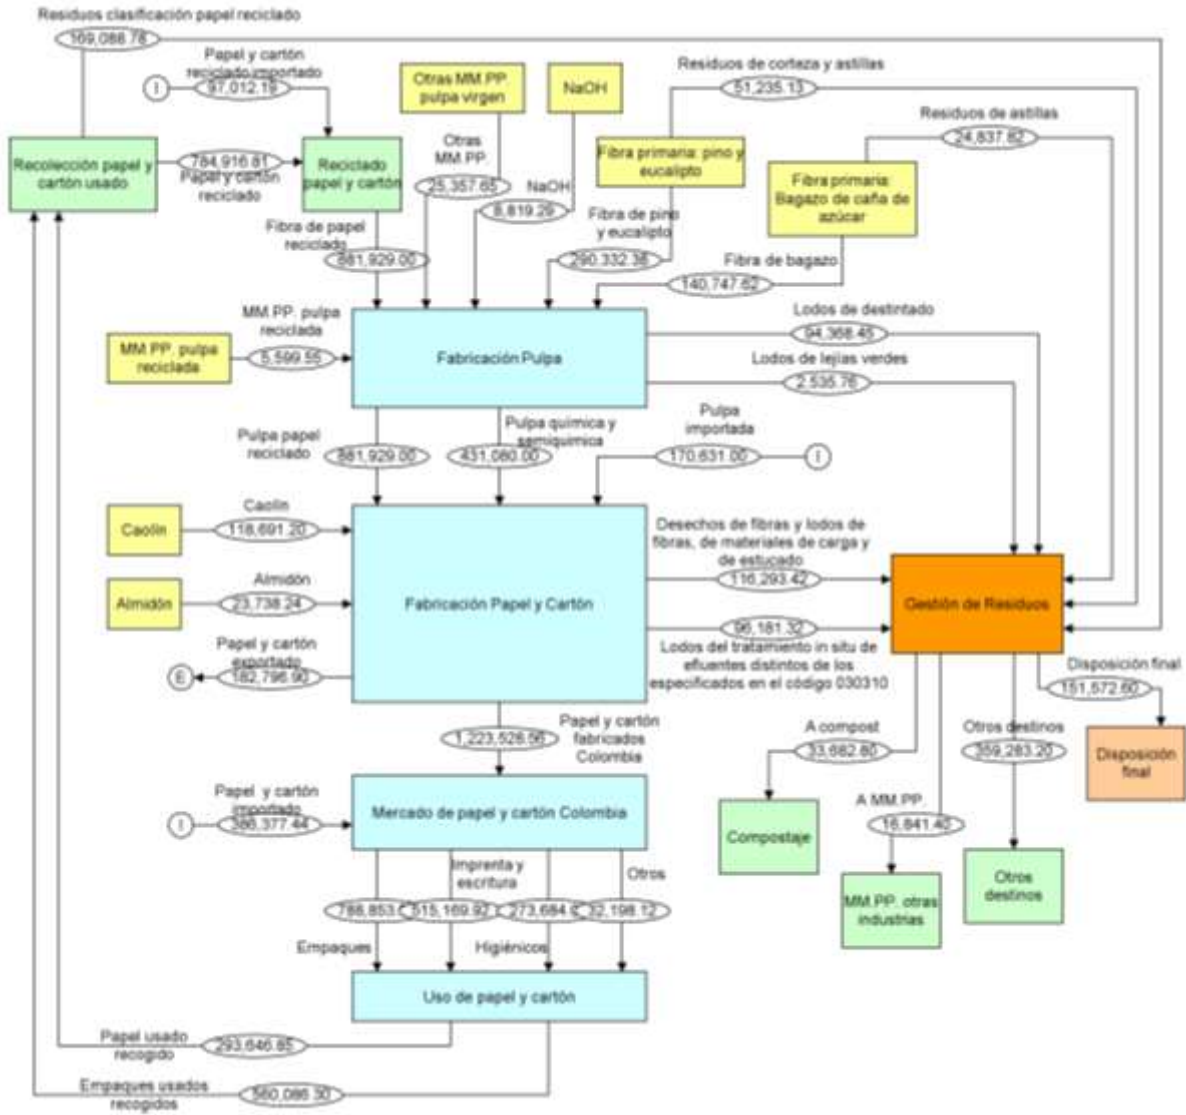 Residuos clasificación papel reciclado
169,088.78
Papel y cartón
reciclado importado
I
97,012.19
Otras MM.PP.
pulpa virgen
NaOH
Residuos de corteza y astillas
51,235.13
Residuos de astillas
24,837.82
Recolección papel y
cartón usado
784,916.81
Papel y cartón
reciclado
Reciclado
papel y cartón
Otras
MM.PP.
25,357.65
NaOH
8,819.29
Fibra primaria: pino y
eucalipto
Fibra primaria:
Bagazo de caña de
azúcar
Fibra de papel
reciclado
881,929.00
Fibra de pino
y eucalipto
290,332.38
Fibra de bagazo
140,747.62
MM.PP. pulpa
reciclada
MM.PP. pulpa
reciclada
5,599.55
Fabricación Pulpa
Lodos de destintado
94,368.45
Lodos de lejías verdes
2,535.76
Pulpa papel
reciclado
881,929.00
Pulpa química y
semiquímica
431,080.00
Pulpa
importada
170,631.00
I
Caolín
Caolín
118,691.20
Almidón
Almidón
23,738.24
Papel y cartón
exportado
E
182,796.90
Fabricación Papel y Cartón
Desechos de fibras y lodos de
fibras, de materiales de carga y
de estucado
116,293.42
96,181.32
Lodos del tratamiento in situ de
efluentes distintos de los
especificados en el código 030310
Gestión de Residuos
Disposición final
151,572.60
1,223,528.56
Papel y cartón
fabricados
Colombia
A compost
33,682.80
Otros destinos
359,283.20
Disposición
final
Papel y cartón
importado
I
386,377.44
Mercado de papel y cartón Colombia
A MM.PP.
16,841.40
Compostaje
MM.PP. otras
industrias
Otros
destinos
Imprenta y
escritura
Otros
515,169.92
32,198.12
Empaques
Higiénicos
Uso de papel y cartón
Papel usado
recogido
293,646.85
Empaques usados
recogidos
560,086.30